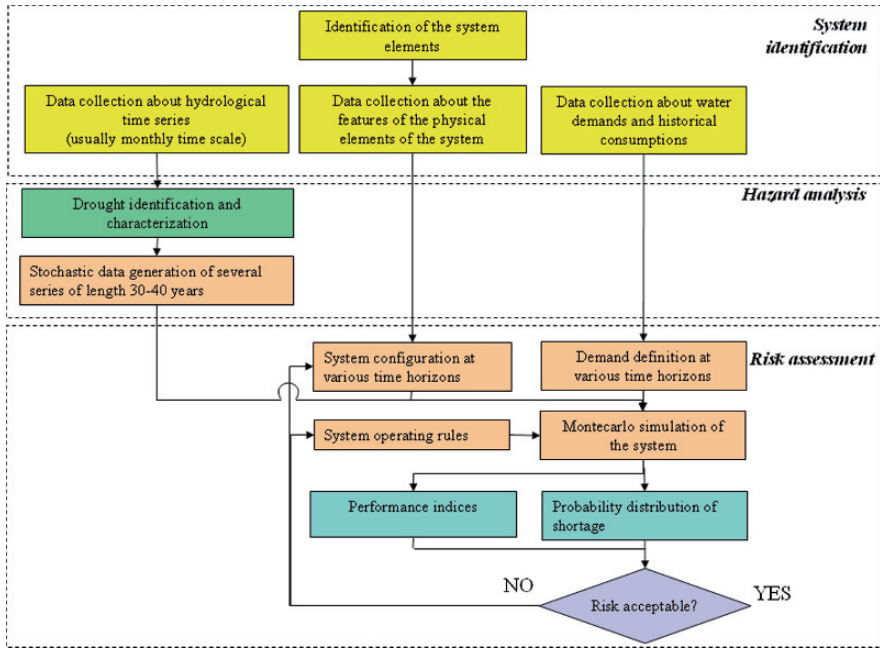 System
identification
Identification of the system
elements
Data collection about hydrological
time series
(usually monthly time scale)
Data collection about the
features of the physical
elements of the system
Data collection about water
demands and historical
consumptions
Hazard analysis
Drought identification and
characterization
Stochastic data generation of several
series of length 30-40 years
Risk assessment
System configuration at
various time horizons
Demand definition at
various time horizons
System operating rules
Montecarlo simulation of
the system
Performance indices
Probability distribution of
shortage
NO
Risk acceptable?
YES